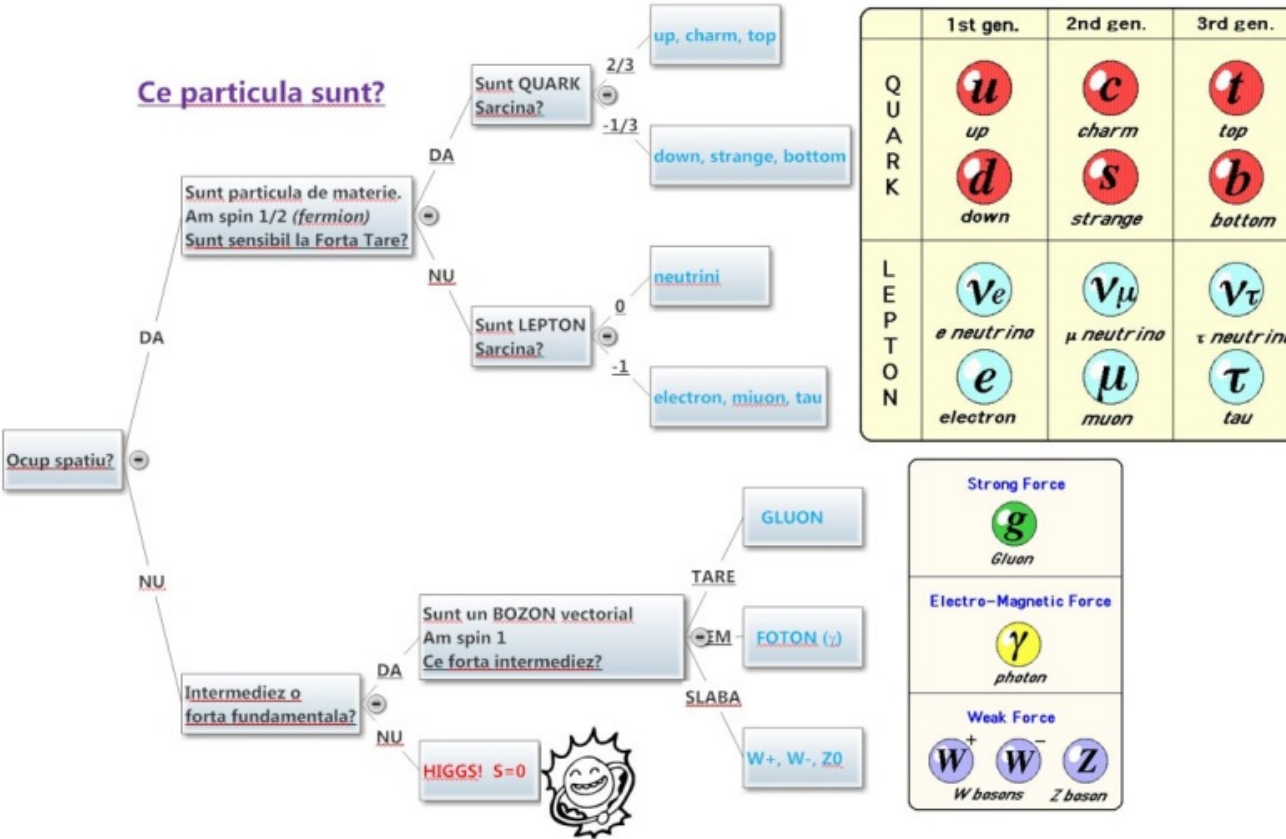 Ce particula sunt?
Ocup spatiu?
DA
NU
Sunt particula de materie.
Am spin 1/2 (fermion)
Sunt sensibil la Forta Tare?
DA
NU
Sunt QUARK
Sarcina?
2/3
-1/3
up, charm, top
down, strange, bottom
Sunt LEPTON
Sarcina?
0
-1
neutrini
electron, miuon, tau
Intermediez o
forta fundamentala?
DA
NU
Sunt un BOZON vectorial
Am spin 1
Ce forta intermediez?
TARE
EM
SLABA
GLUON
FOTON (γ)
W+, W-, Z0
HIGGS! S=0
1st gen. 2nd gen. 3rd gen.
QUARK
u c t
up charm top
d s b
down strange bottom
LEPTON
νe νμ ντ
e neutrino μ neutrino τ neutrino
e μ τ
electron muon tau
Strong Force
g
Gluon
Electro-Magnetic Force
γ
photon
Weak Force
W+ W- Z
W bosons Z boson